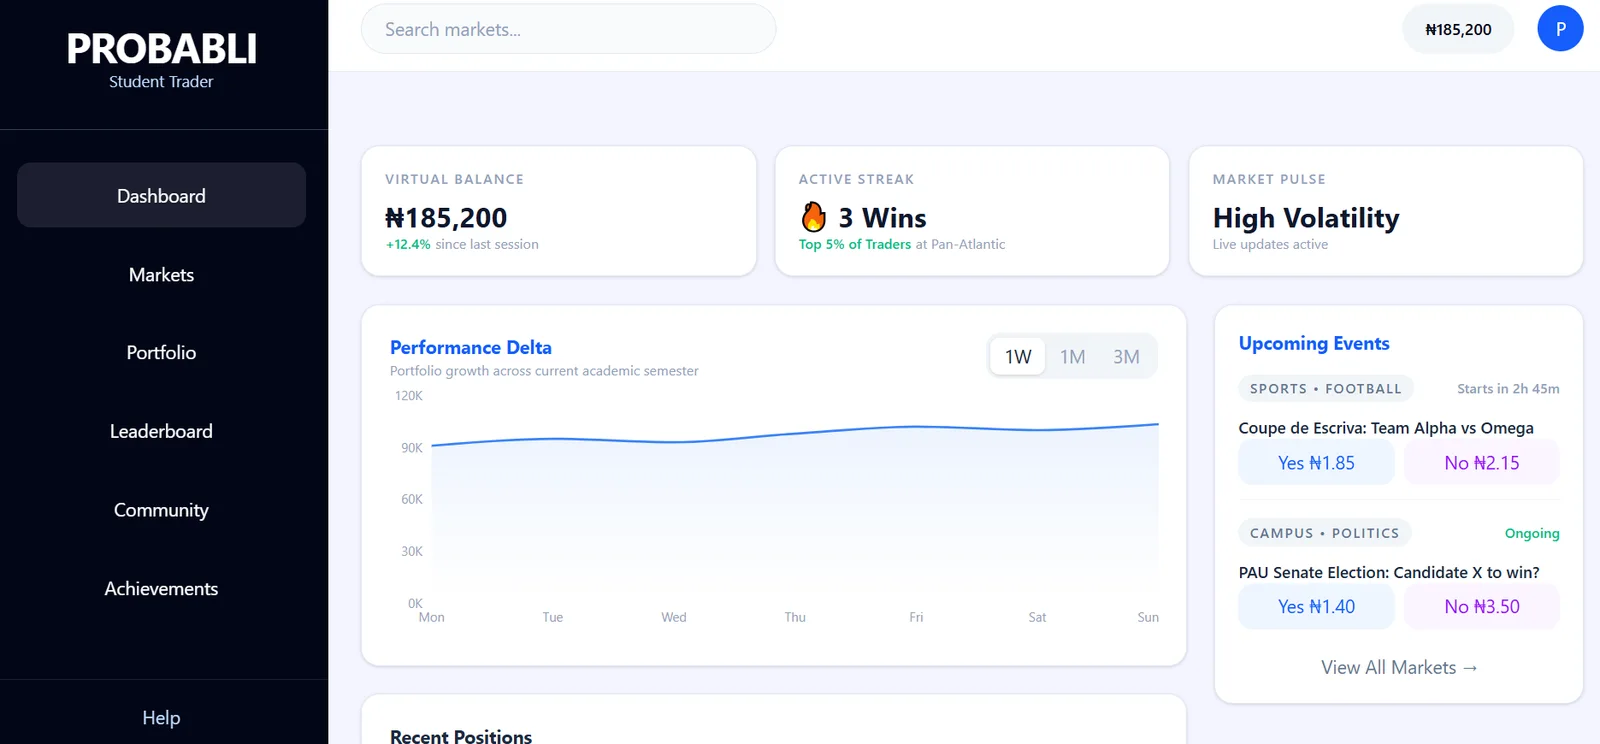 PROBABLI
Student Trader
Dashboard
Markets
Portfolio
Leaderboard
Community
Achievements
Help
Search markets...
₦185,200
P
VIRTUAL BALANCE
₦185,200
+12.4% since last session
ACTIVE STREAK
🔥 3 Wins
Top 5% of Traders at Pan-Atlantic
MARKET PULSE
High Volatility
Live updates active
Performance Delta
Portfolio growth across current academic semester
1W 1M 3M
120K
90K
60K
30K
0K
Mon Tue Wed Thu Fri Sat Sun
Upcoming Events
SPORTS • FOOTBALL Starts in 2h 45m
Coupe de Escriva: Team Alpha vs Omega
Yes ₦1.85 No ₦2.15
CAMPUS • POLITICS Ongoing
PAU Senate Election: Candidate X to win?
Yes ₦1.40 No ₦3.50
View All Markets →
Recent Positions